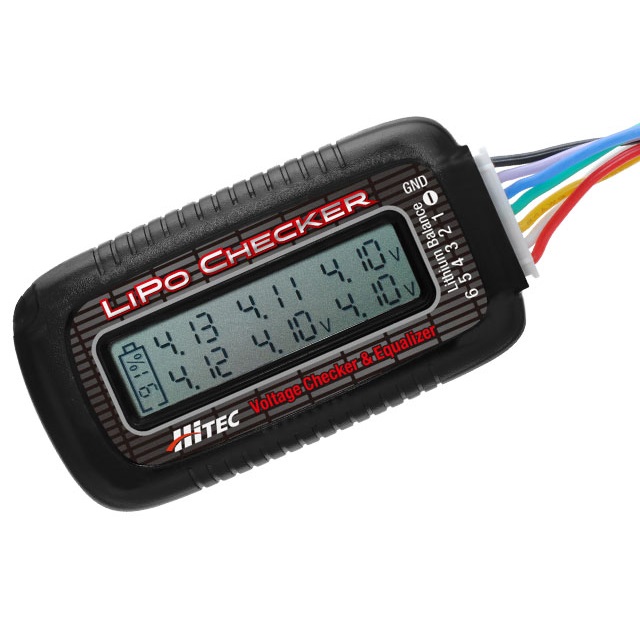 LiPo CHECKER
4.13 4.11 4.10V
4.12 4.10V 4.10V
91%
HiTEC
Voltage Checker & Equalizer
GND
Lithium Balance
6 5 4 3 2 1